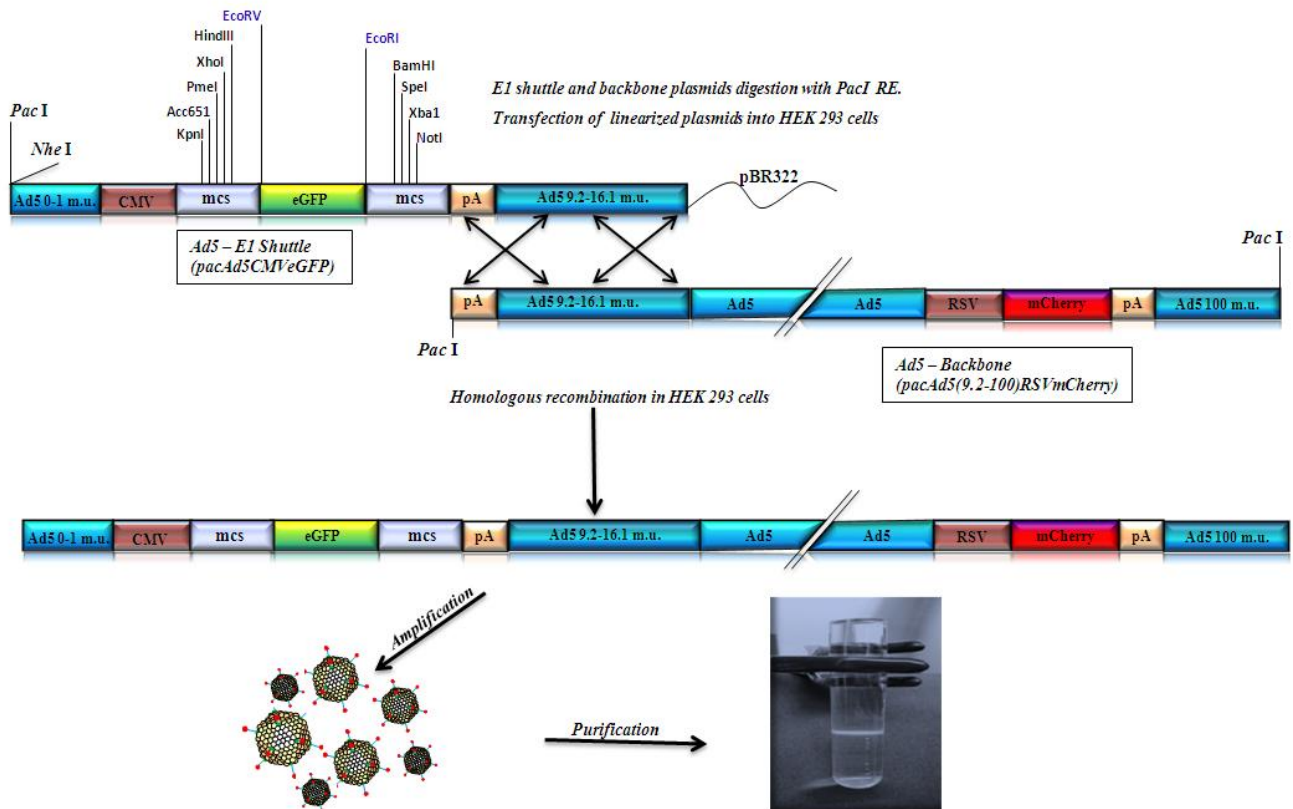 EcoRV
HindIII
EcoRI
XhoI
BamHI
PmeI
SpeI
E1 shuttle and backbone plasmids digestion with PacI RE.
Pac I
Acc651
Xba1
Transfection of linearized plasmids into HEK 293 cells
KpnI
NotI
Nhe I
pBR322
Ad5 0-1 m.u. CMV mcs eGFP mcs pA Ad5 9.2-16.1 m.u.
Ad5 – E1 Shuttle
(pacAd5CMVeGFP)
Pac I
pA Ad5 9.2-16.1 m.u. Ad5 Ad5 RSV mCherry pA Ad5 100 m.u.
Pac I
Ad5 – Backbone
(pacAd5(9.2-100)RSVmCherry)
Homologous recombination in HEK 293 cells
Ad5 0-1 m.u. CMV mcs eGFP mcs pA Ad5 9.2-16.1 m.u. Ad5 Ad5 RSV mCherry pA Ad5 100 m.u.
Amplification
Purification